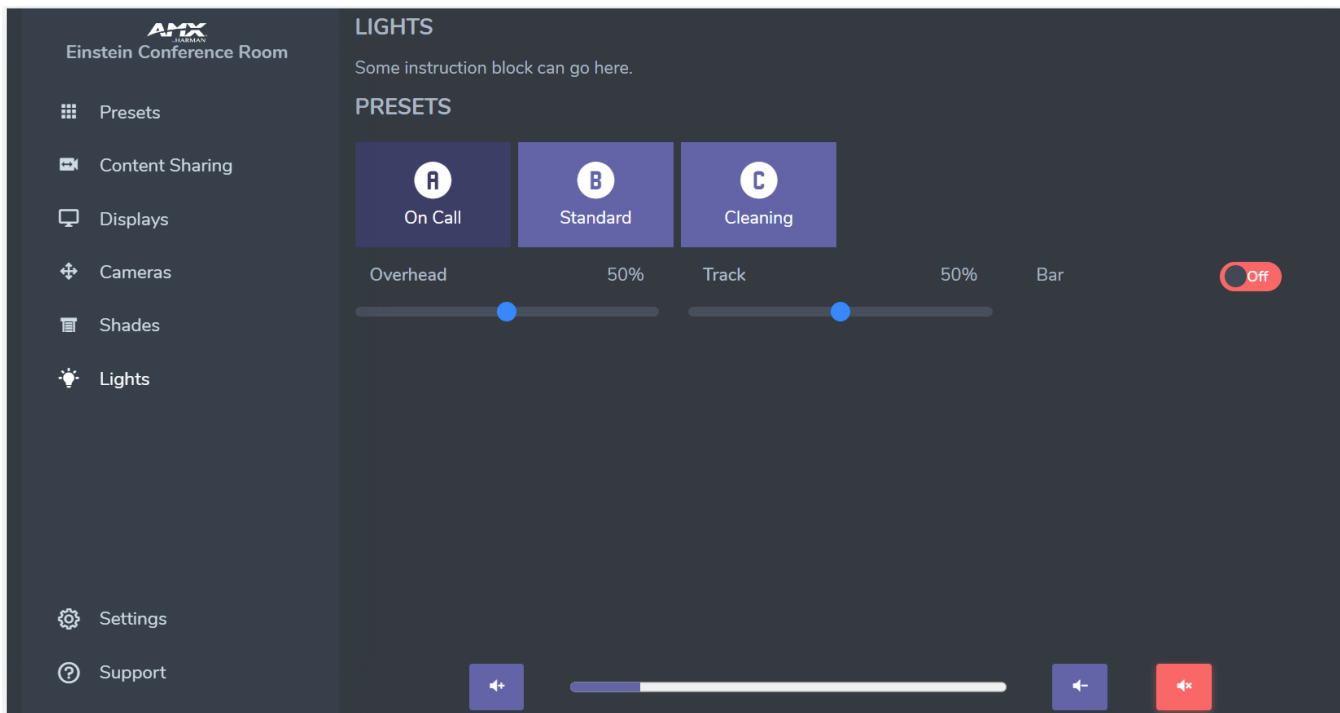 AMX
HARMAN
Einstein Conference Room
Presets
Content Sharing
Displays
Cameras
Shades
Lights
Settings
Support
LIGHTS
Some instruction block can go here.
PRESETS
A
On Call
B
Standard
C
Cleaning
Overhead 50%
Track 50%
Bar Off